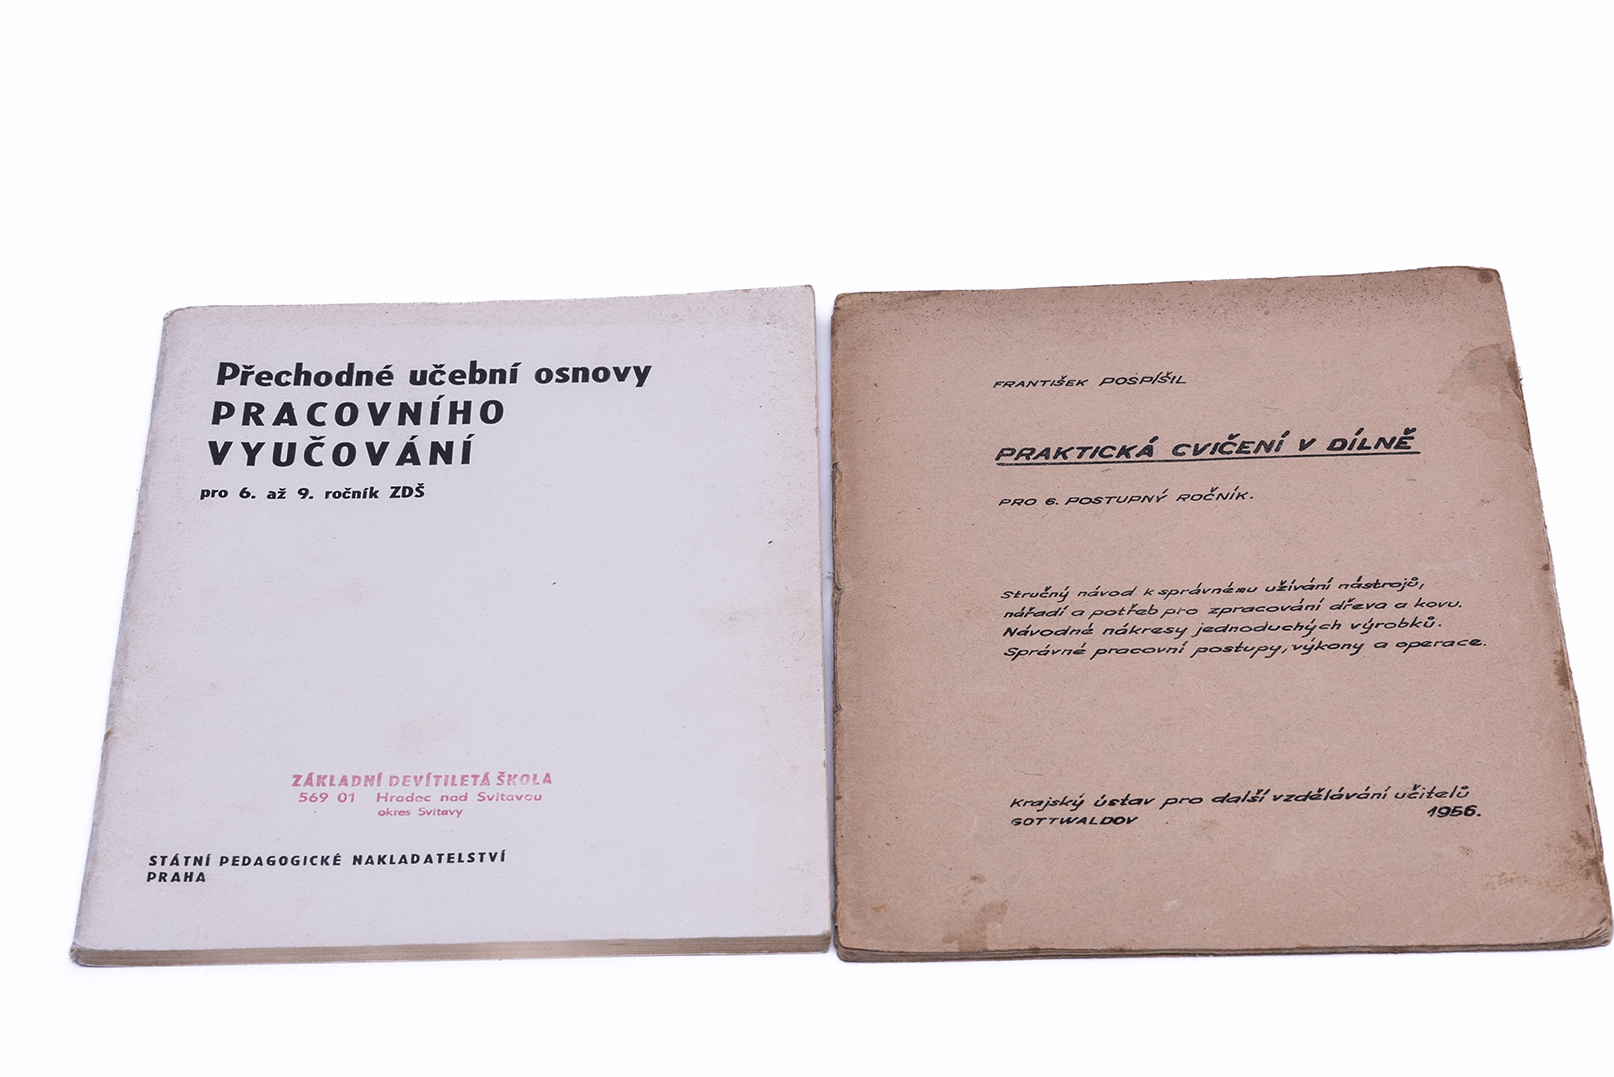 Přechodné učební osnovy
PRACOVNÍHO
VYUČOVÁNÍ
pro 6. až 9. ročník ZDŠ
ZÁKLADNÍ DEVÍTILETÁ ŠKOLA
569 01 Hradec nad Svitavou
okres Svitavy
STÁTNÍ PEDAGOGICKÉ NAKLADATELSTVÍ
PRAHA
FRANTIŠEK POSPÍŠIL
PRAKTICKÁ CVIČENÍ V DÍLNĚ
PRO 6. POSTUPNÝ ROČNÍK.
Stručný návod k správnému užívání nástrojů,
nářadí a potřeb pro zpracování dřeva a kovu.
Návodné nákresy jednoduchých výrobků.
Správné pracovní postupy, výkony a operace.
Krajský ústav pro další vzdělávání učitelů
GOTTWALDOV 1956.